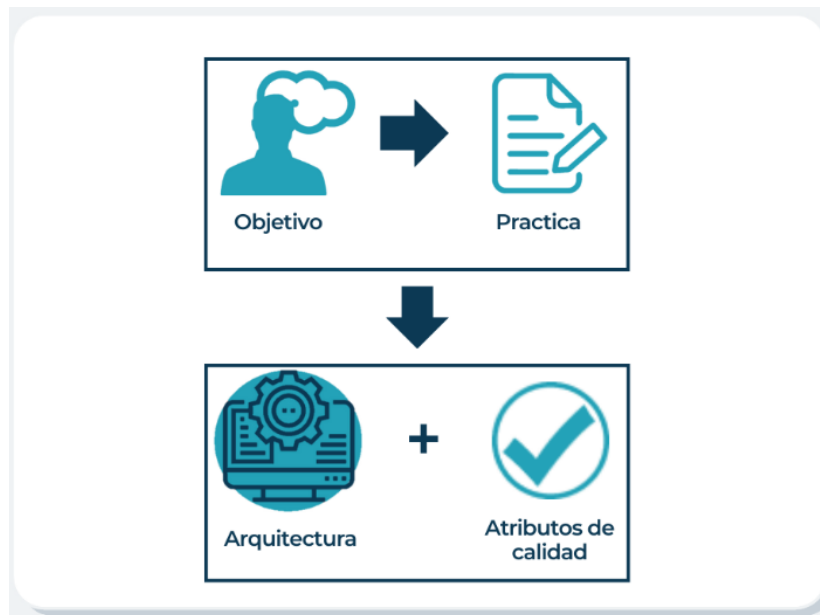 Objetivo
Practica
+
Arquitectura
Atributos de
calidad